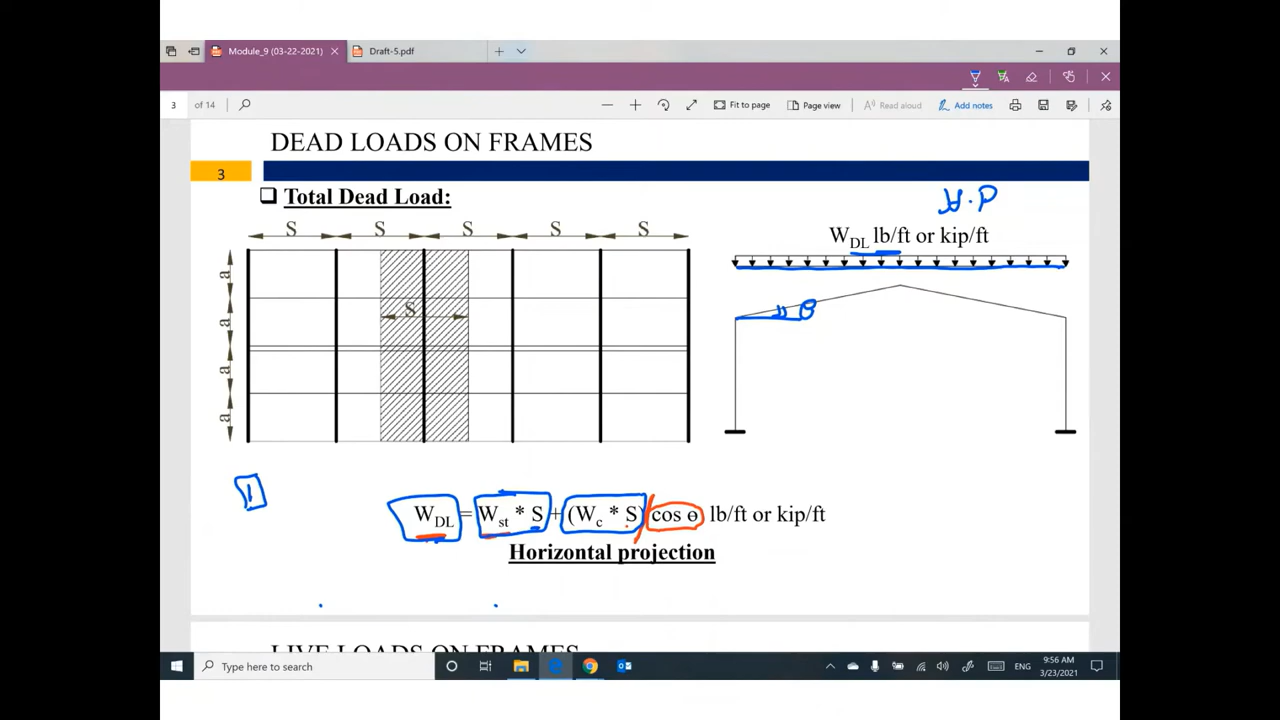 Module_9 (03-22-2021)
Draft-5.pdf
3 of 14
Fit to page
Page view
Read aloud
Add notes
DEAD LOADS ON FRAMES
3
Total Dead Load:
S S S S S
H.P
W_DL lb/ft or kip/ft
a
a
a
a
S
θ
1
W_DL = W_st * S + (W_c * S)/cos ɵ lb/ft or kip/ft
Horizontal projection
LIVE LOADS ON FRAMES
Type here to search
ENG
9:56 AM
3/23/2021